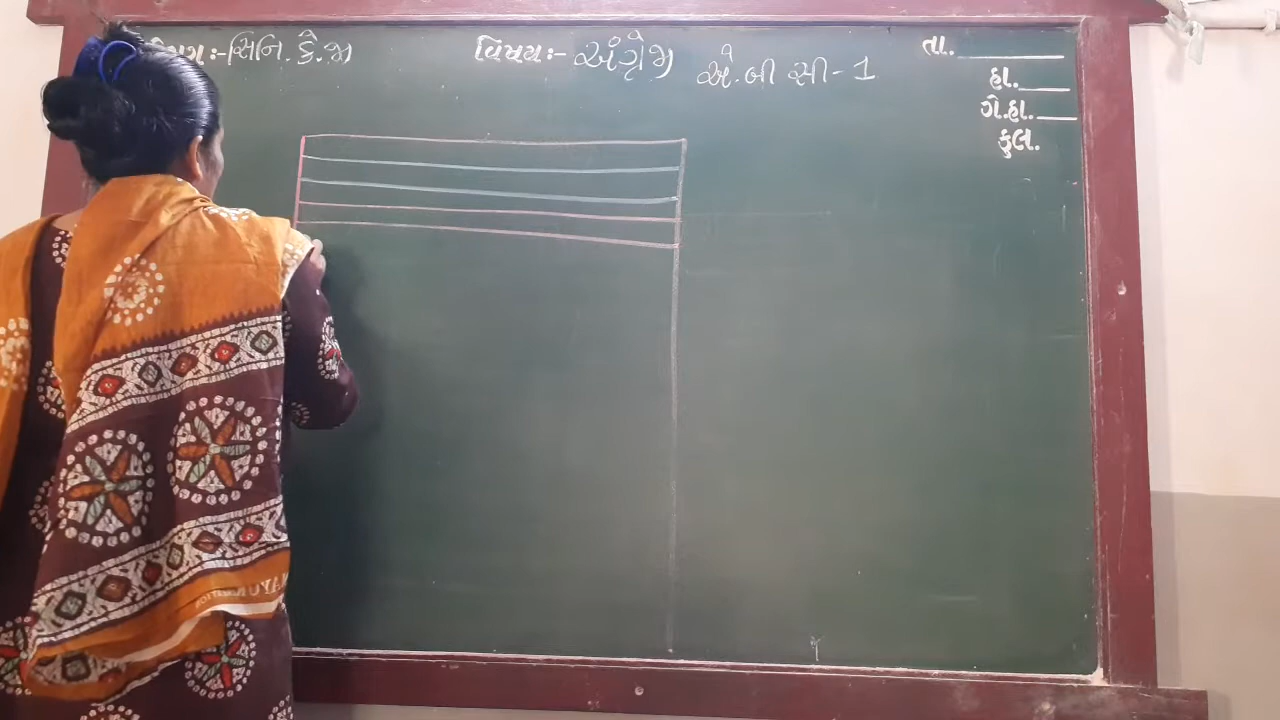 સિનિ. કે.જી
વિષય:- અંગ્રેજી એ.બી સી-1
તા.
હા.
ગે.હા.
કુલ.